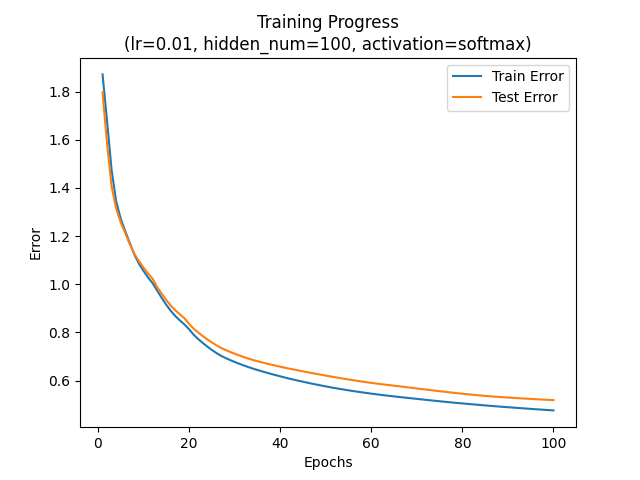 Training Progress
(lr=0.01, hidden_num=100, activation=softmax)
Train Error
Test Error
1.8
1.6
1.4
1.2
1.0
0.8
0.6
Error
0 20 40 60 80 100
Epochs